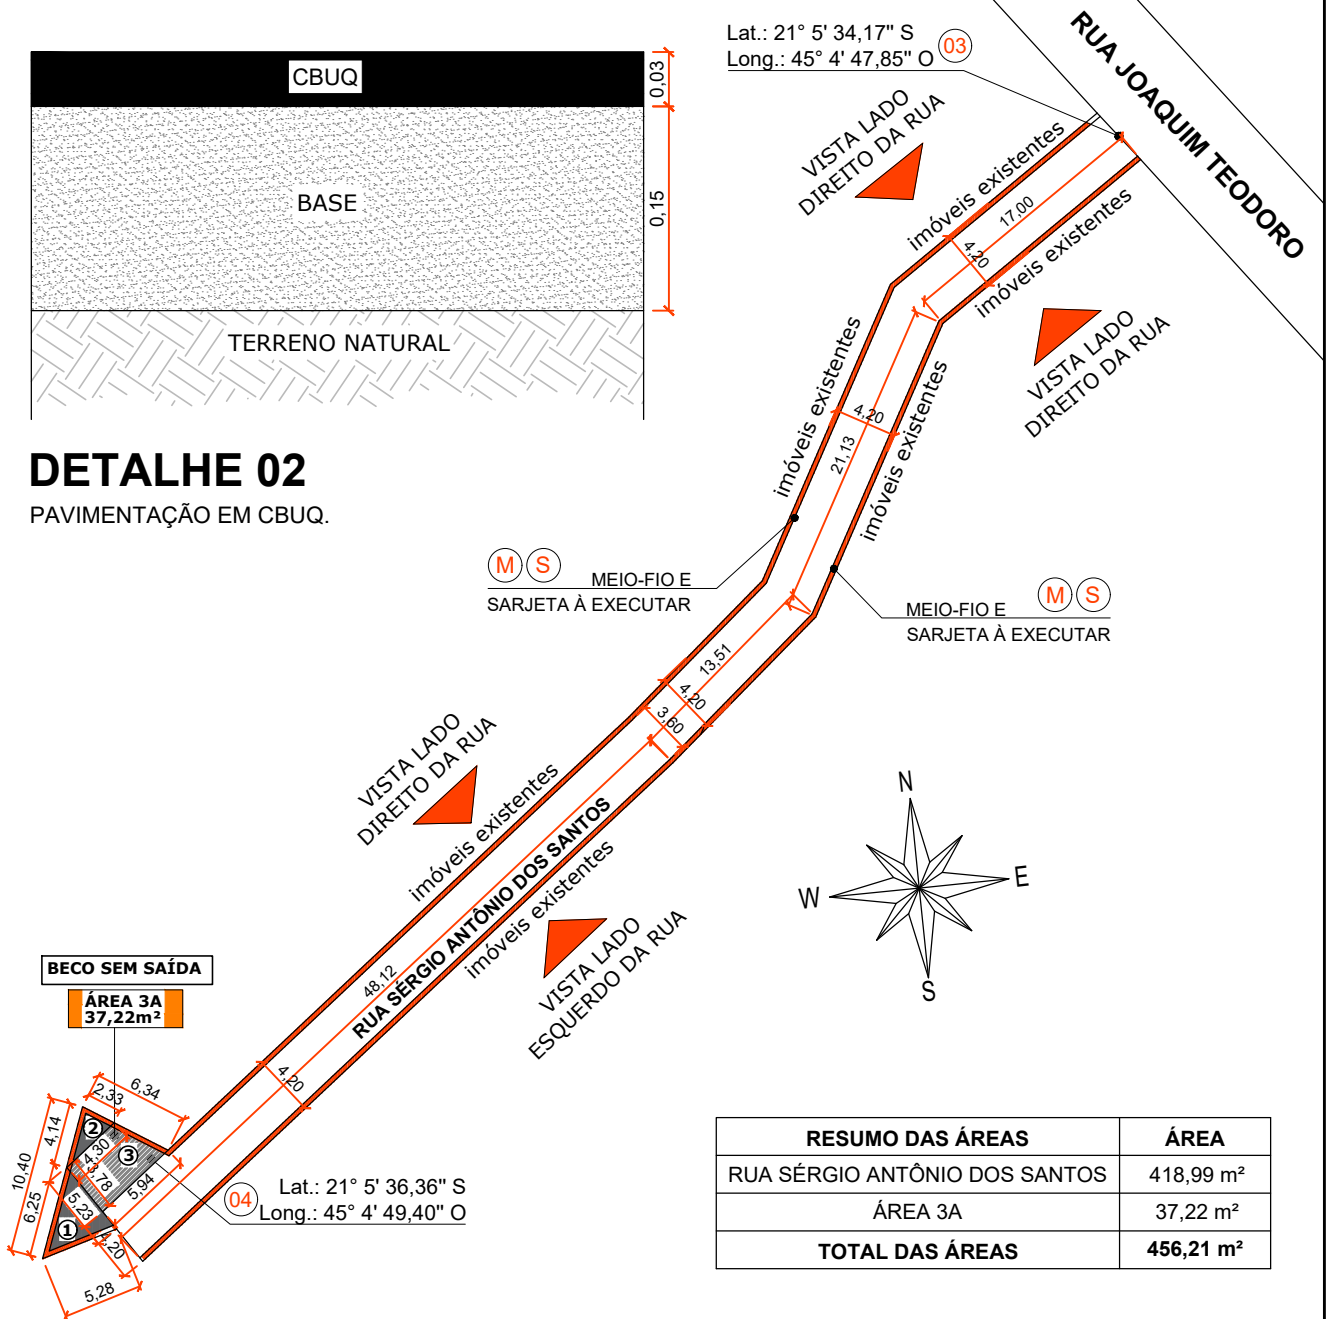 CBUQ
0,03
BASE
0,15
TERRENO NATURAL
DETALHE 02
PAVIMENTAÇÃO EM CBUQ.
Lat.: 21° 5' 34,17" S
Long.: 45° 4' 47,85" O
03
RUA JOAQUIM TEODORO
VISTA LADO
DIREITO DA RUA
imóveis existentes
17,00
4,20
imóveis existentes
VISTA LADO
DIREITO DA RUA
imóveis existentes
4,20
21,13
imóveis existentes
M S
MEIO-FIO E
SARJETA À EXECUTAR
M S
MEIO-FIO E
SARJETA À EXECUTAR
13,51
4,20
3,60
VISTA LADO
DIREITO DA RUA
imóveis existentes
RUA SÉRGIO ANTÔNIO DOS SANTOS
imóveis existentes
48,12
VISTA LADO
ESQUERDO DA RUA
N
E
W
S
BECO SEM SAÍDA
ÁREA 3A
37,22m²
4,20
6,34
2,33
4,14
10,40
6,25
2
4,30
3
3,78
5,94
5,23
1
4,20
5,28
04
Lat.: 21° 5' 36,36" S
Long.: 45° 4' 49,40" O
RESUMO DAS ÁREAS ÁREA
RUA SÉRGIO ANTÔNIO DOS SANTOS 418,99 m²
ÁREA 3A 37,22 m²
TOTAL DAS ÁREAS 456,21 m²